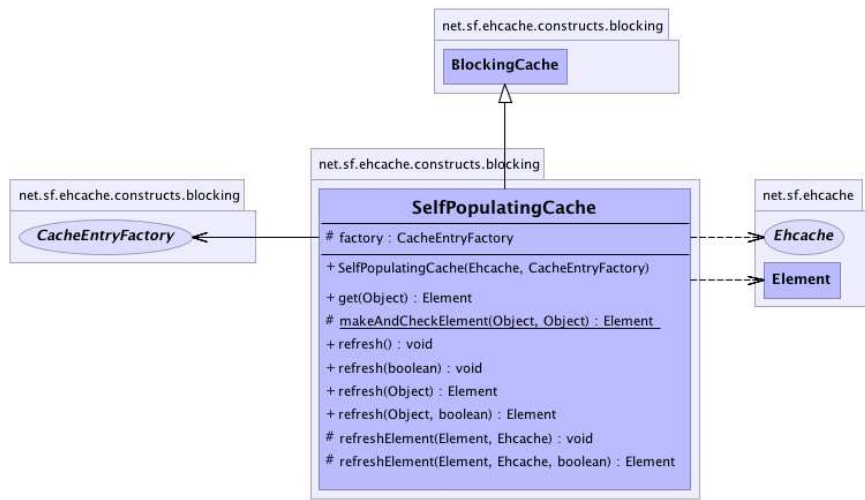 net.sf.ehcache.constructs.blocking
BlockingCache
net.sf.ehcache.constructs.blocking
net.sf.ehcache.constructs.blocking
CacheEntryFactory
SelfPopulatingCache
# factory : CacheEntryFactory
+ SelfPopulatingCache(Ehcache, CacheEntryFactory)
+ get(Object) : Element
# makeAndCheckElement(Object, Object) : Element
+ refresh() : void
+ refresh(boolean) : void
+ refresh(Object) : Element
+ refresh(Object, boolean) : Element
# refreshElement(Element, Ehcache) : void
# refreshElement(Element, Ehcache, boolean) : Element
net.sf.ehcache
Ehcache
Element